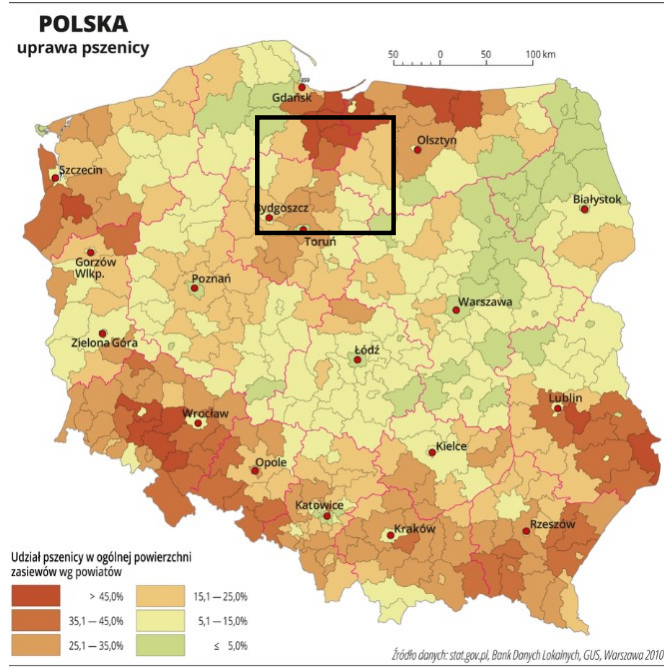 POLSKA
uprawa pszenicy
50 0 50 100 km
Gdańsk
Olsztyn
Szczecin
Białystok
Bydgoszcz
Toruń
Gorzów
Wlkp.
Poznań
Warszawa
Zielona Góra
Łódź
Lublin
Wrocław
Kielce
Opole
Katowice
Kraków
Rzeszów
Udział pszenicy w ogólnej powierzchni
zasiewów wg powiatów
> 45,0% 15,1 — 25,0%
35,1 — 45,0% 5,1 — 15,0%
25,1 — 35,0% ≤ 5,0%
Źródło danych: stat.gov.pl, Bank Danych Lokalnych, GUS, Warszawa 2010